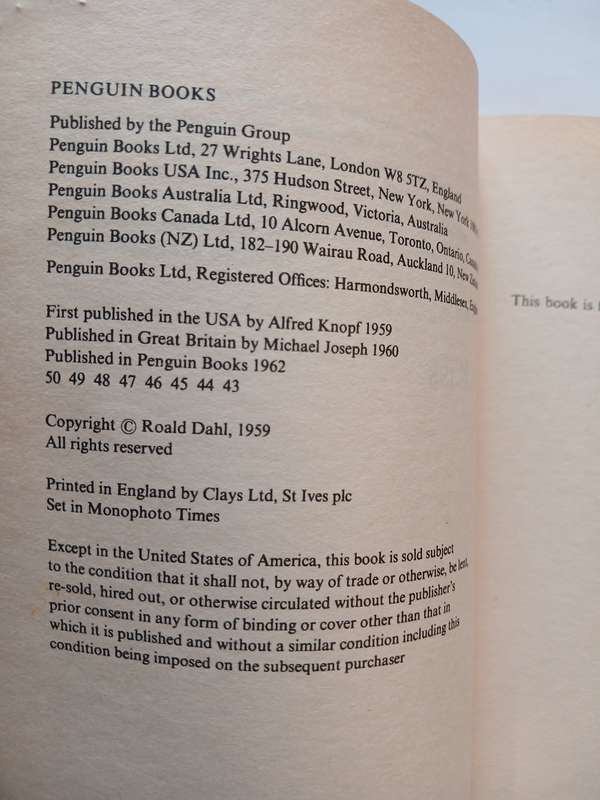 PENGUIN BOOKS
Published by the Penguin Group
Penguin Books Ltd, 27 Wrights Lane, London W8 5TZ, England
Penguin Books USA Inc., 375 Hudson Street, New York, New York
Penguin Books Australia Ltd, Ringwood, Victoria, Australia
Penguin Books Canada Ltd, 10 Alcorn Avenue, Toronto, Ontario,
Penguin Books (NZ) Ltd, 182–190 Wairau Road, Auckland 10, New
Penguin Books Ltd, Registered Offices: Harmondsworth, Middlesex,
First published in the USA by Alfred Knopf 1959
Published in Great Britain by Michael Joseph 1960
Published in Penguin Books 1962
50 49 48 47 46 45 44 43
Copyright © Roald Dahl, 1959
All rights reserved
Printed in England by Clays Ltd, St Ives plc
Set in Monophoto Times
Except in the United States of America, this book is sold subject
to the condition that it shall not, by way of trade or otherwise, be lent,
re-sold, hired out, or otherwise circulated without the publisher's
prior consent in any form of binding or cover other than that in
which it is published and without a similar condition including this
condition being imposed on the subsequent purchaser
This book is